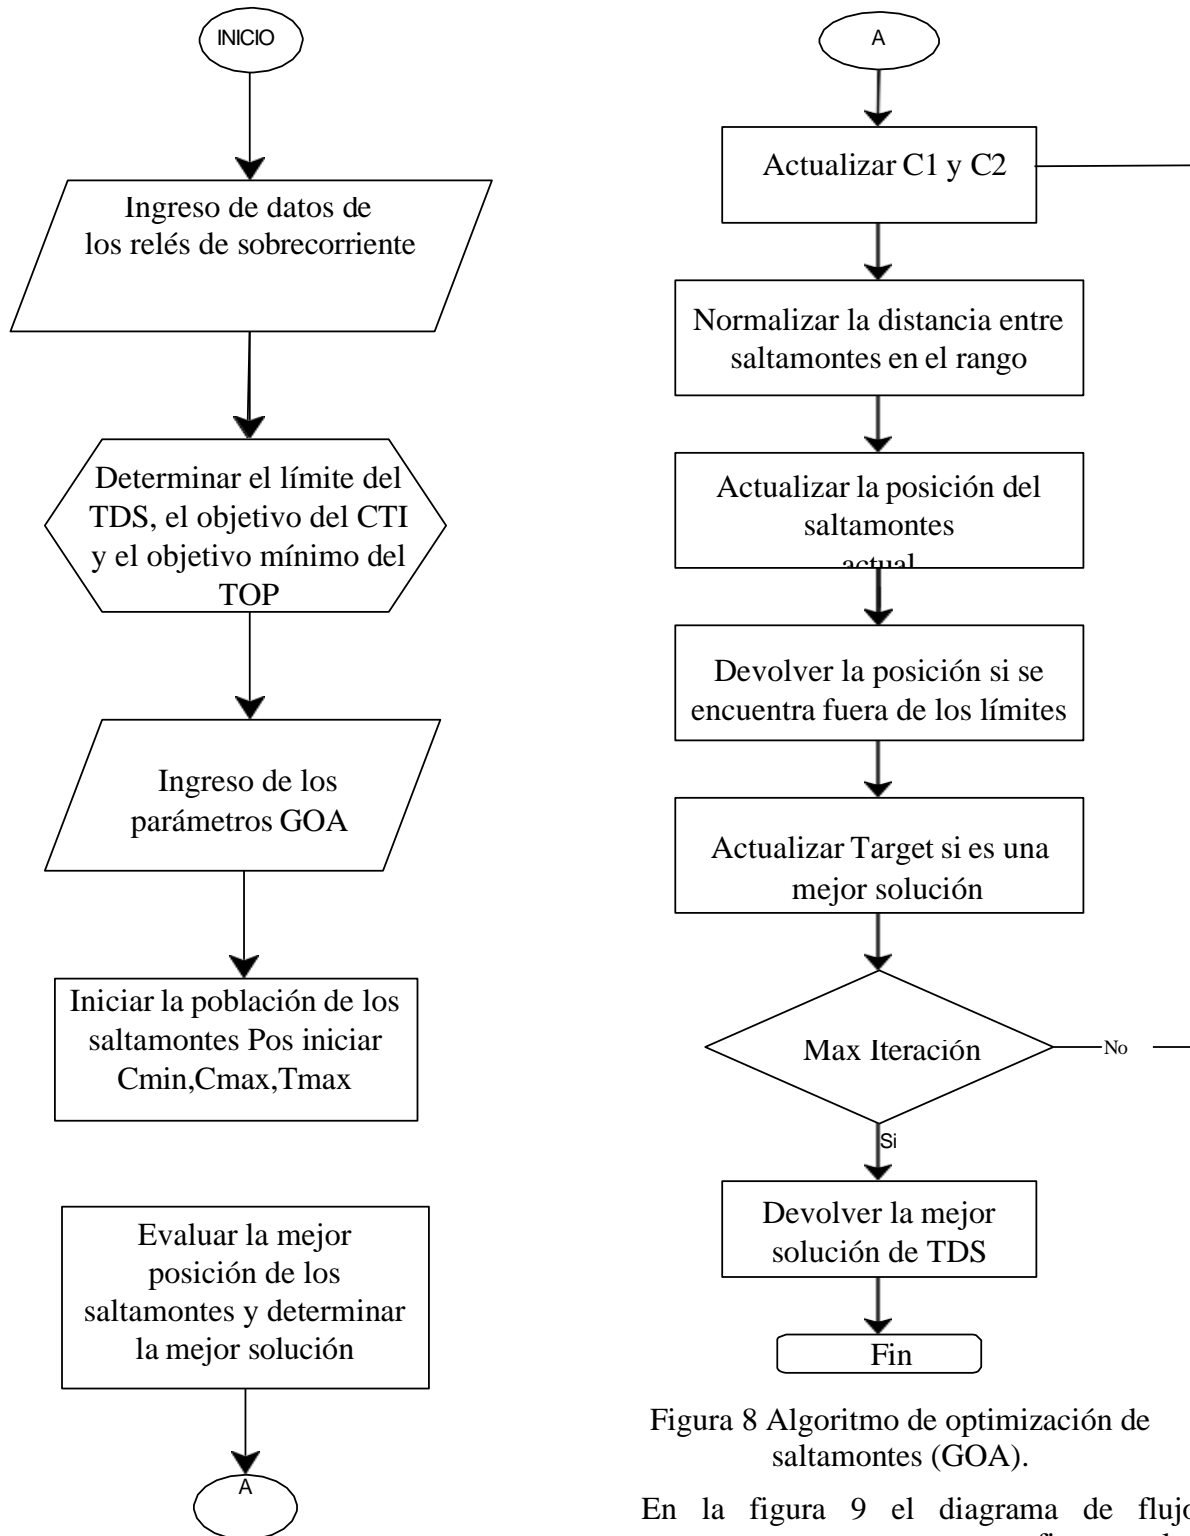 INICIO
Ingreso de datos de
los relés de sobrecorriente
Determinar el límite del
TDS, el objetivo del CTI
y el objetivo mínimo del
TOP
Ingreso de los
parámetros GOA
Iniciar la población de los
saltamontes Pos iniciar
Cmin,Cmax,Tmax
Evaluar la mejor
posición de los
saltamontes y determinar
la mejor solución
A
A
Actualizar C1 y C2
Normalizar la distancia entre
saltamontes en el rango
Actualizar la posición del
saltamontes
actual
Devolver la posición si se
encuentra fuera de los límites
Actualizar Target si es una
mejor solución
Max Iteración
No
Si
Devolver la mejor
solución de TDS
Fin
Figura 8 Algoritmo de optimización de
saltamontes (GOA).
En la figura 9 el diagrama de flujo